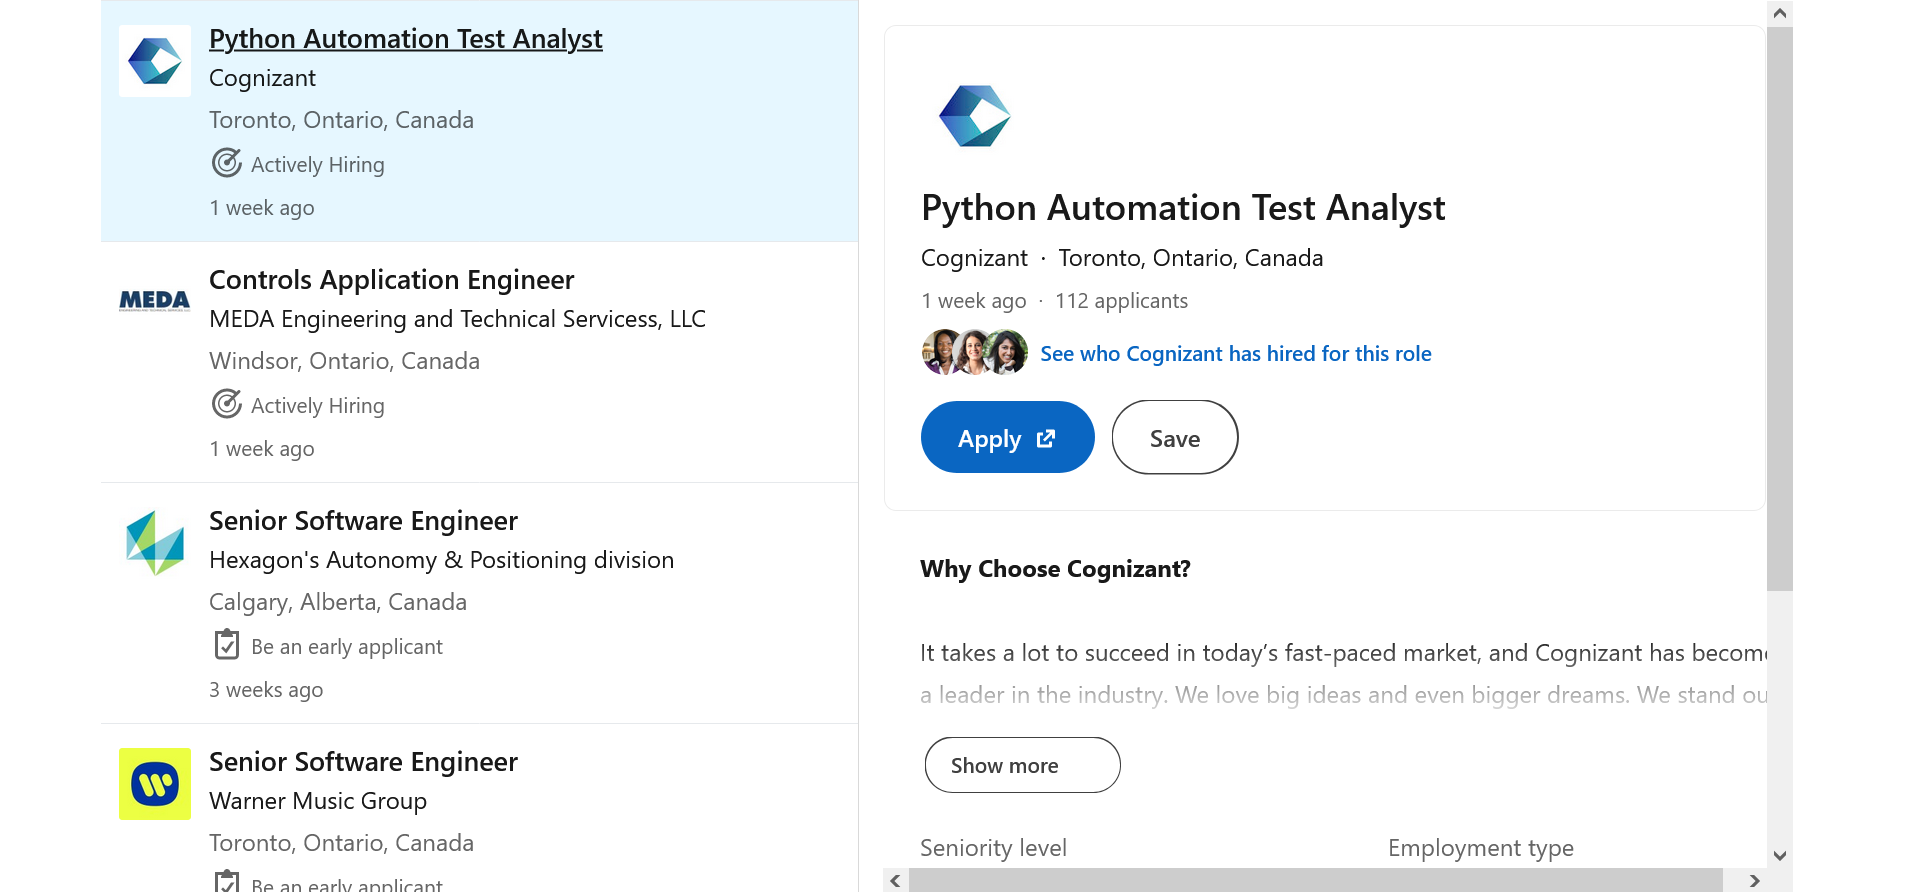 Python Automation Test Analyst
Cognizant
Toronto, Ontario, Canada
Actively Hiring
1 week ago
MEDA
Controls Application Engineer
MEDA Engineering and Technical Servicess, LLC
Windsor, Ontario, Canada
Actively Hiring
1 week ago
Senior Software Engineer
Hexagon's Autonomy & Positioning division
Calgary, Alberta, Canada
Be an early applicant
3 weeks ago
Senior Software Engineer
Warner Music Group
Toronto, Ontario, Canada
Be an early applicant
Python Automation Test Analyst
Cognizant · Toronto, Ontario, Canada
1 week ago · 112 applicants
See who Cognizant has hired for this role
Apply
Save
Why Choose Cognizant?
It takes a lot to succeed in today’s fast-paced market, and Cognizant has become
a leader in the industry. We love big ideas and even bigger dreams. We stand ou
Show more
Seniority level
Employment type